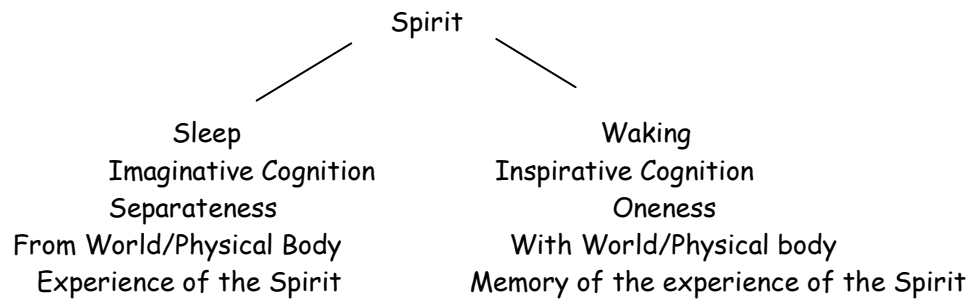 Spirit
Sleep
Imaginative Cognition
Separateness
From World/Physical Body
Experience of the Spirit
Waking
Inspirative Cognition
Oneness
With World/Physical body
Memory of the experience of the Spirit